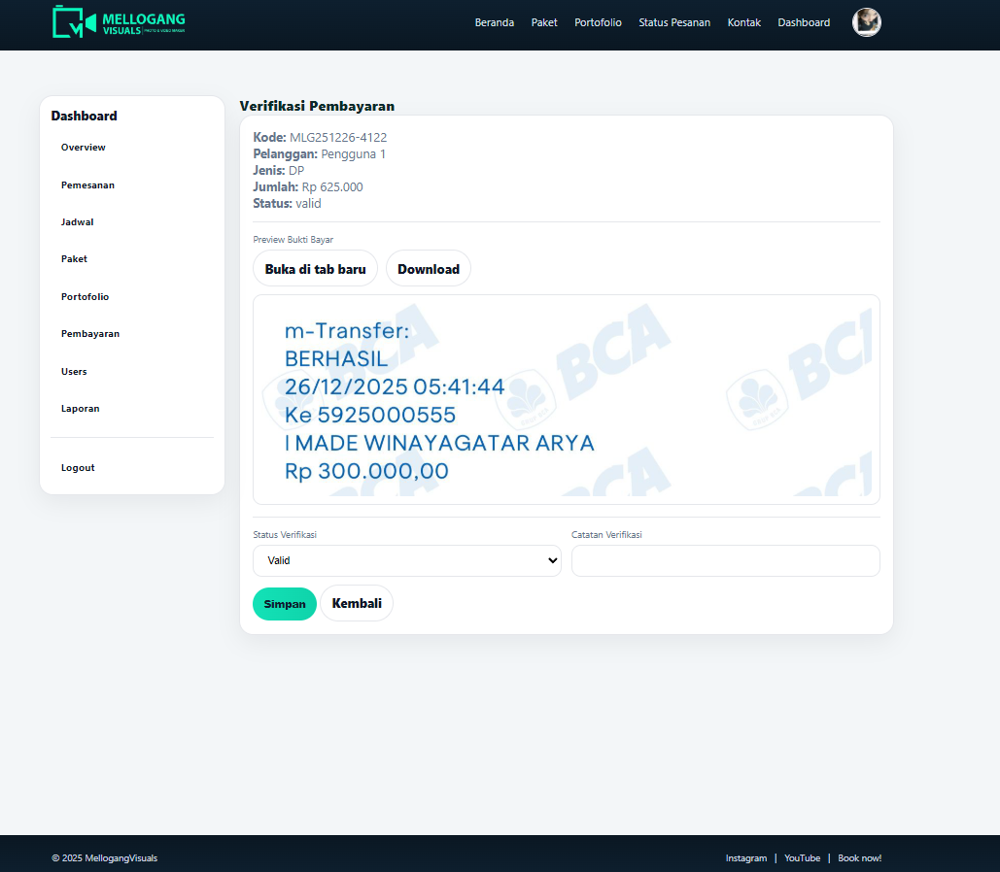 MELLOGANG
VISUALS PHOTO & VIDEO MAKER
Beranda Paket Portofolio Status Pesanan Kontak Dashboard
Dashboard
Overview
Pemesanan
Jadwal
Paket
Portofolio
Pembayaran
Users
Laporan
Logout
Verifikasi Pembayaran
Kode: MLG251226-4122
Pelanggan: Pengguna 1
Jenis: DP
Jumlah: Rp 625.000
Status: valid
Preview Bukti Bayar
Buka di tab baru Download
m-Transfer:
BERHASIL
26/12/2025 05:41:44
Ke 5925000555
I MADE WINAYAGATAR ARYA
Rp 300.000,00
BCA BCA BCA
BCA BCA BCA
Status Verifikasi
Valid
Catatan Verifikasi
Simpan Kembali
© 2025 MellogangVisuals
Instagram | YouTube | Book now!